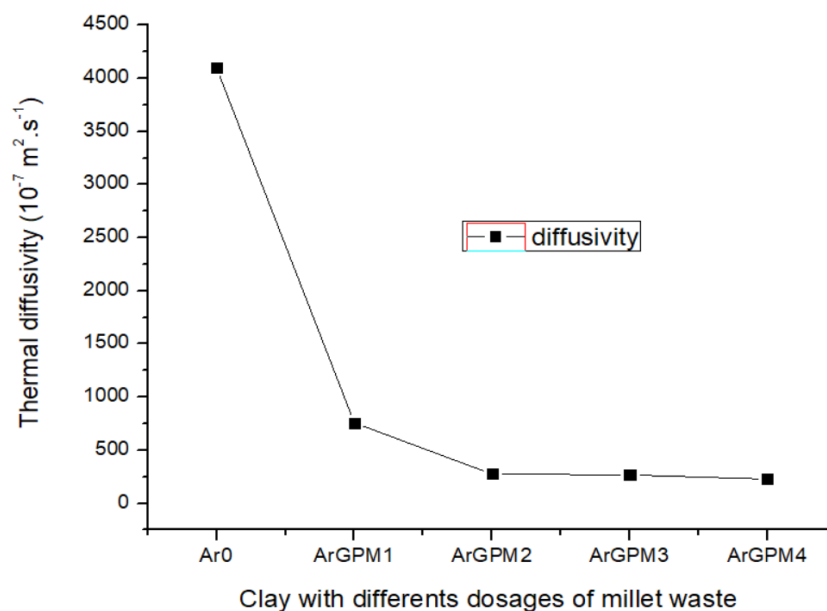 4500
4000
3500
3000
2500
2000
1500
1000
500
0
Thermal diffusivity (10⁻⁷ m².s⁻¹)
diffusivity
Ar0 ArGPM1 ArGPM2 ArGPM3 ArGPM4
Clay with differents dosages of millet waste